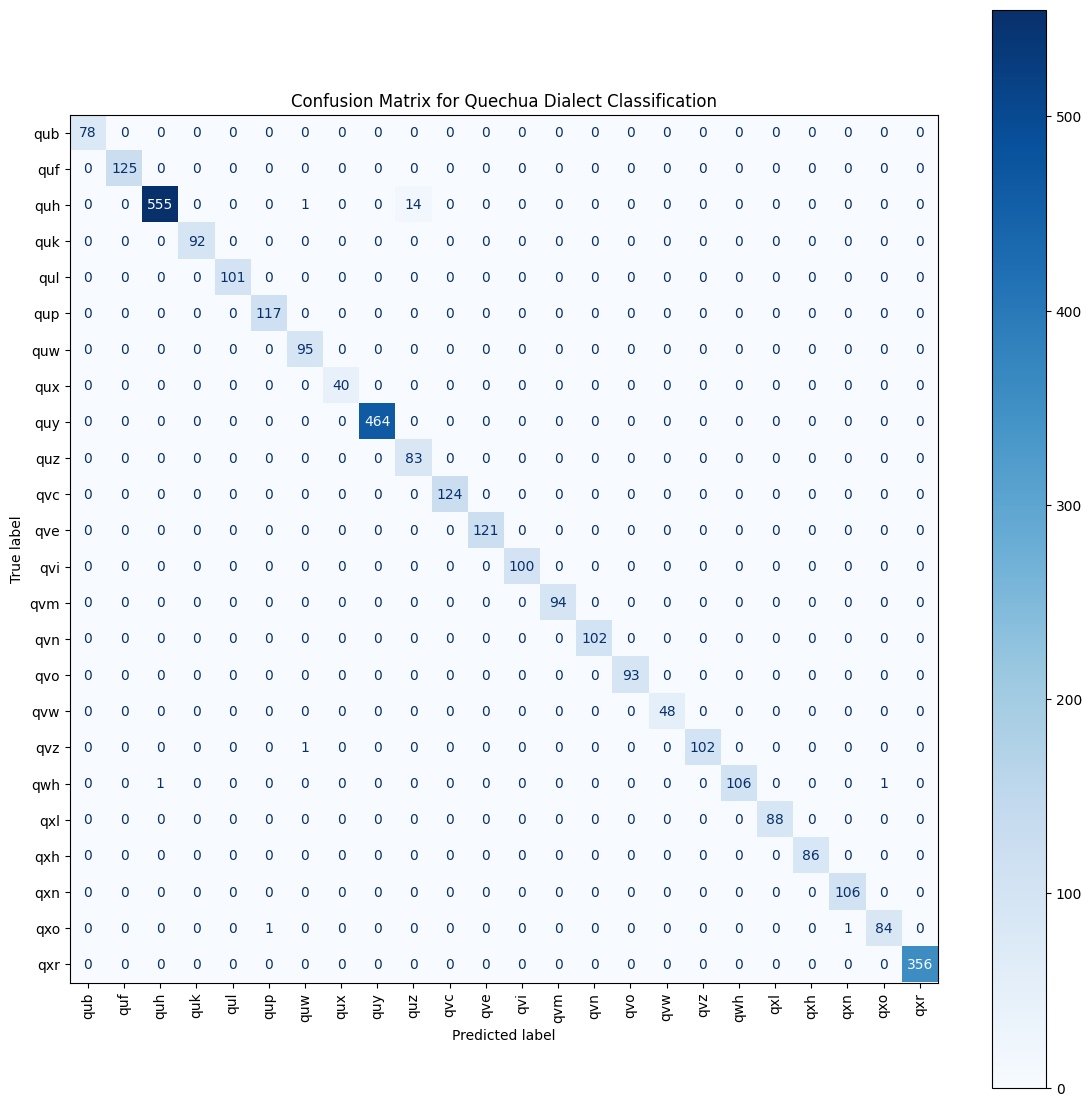 Confusion Matrix for Quechua Dialect Classification
qub 78 0 0 0 0 0 0 0 0 0 0 0 0 0 0 0 0 0 0 0 0 0 0 0
quf 0 125 0 0 0 0 0 0 0 0 0 0 0 0 0 0 0 0 0 0 0 0 0 0
quh 0 0 555 0 0 0 1 0 0 14 0 0 0 0 0 0 0 0 0 0 0 0 0 0
quk 0 0 0 92 0 0 0 0 0 0 0 0 0 0 0 0 0 0 0 0 0 0 0 0
qul 0 0 0 0 101 0 0 0 0 0 0 0 0 0 0 0 0 0 0 0 0 0 0 0
qup 0 0 0 0 0 117 0 0 0 0 0 0 0 0 0 0 0 0 0 0 0 0 0 0
quw 0 0 0 0 0 0 95 0 0 0 0 0 0 0 0 0 0 0 0 0 0 0 0 0
qux 0 0 0 0 0 0 0 40 0 0 0 0 0 0 0 0 0 0 0 0 0 0 0 0
quy 0 0 0 0 0 0 0 0 464 0 0 0 0 0 0 0 0 0 0 0 0 0 0 0
quz 0 0 0 0 0 0 0 0 0 83 0 0 0 0 0 0 0 0 0 0 0 0 0 0
qvc 0 0 0 0 0 0 0 0 0 0 124 0 0 0 0 0 0 0 0 0 0 0 0 0
qve 0 0 0 0 0 0 0 0 0 0 0 121 0 0 0 0 0 0 0 0 0 0 0 0
qvi 0 0 0 0 0 0 0 0 0 0 0 0 100 0 0 0 0 0 0 0 0 0 0 0
qvm 0 0 0 0 0 0 0 0 0 0 0 0 0 94 0 0 0 0 0 0 0 0 0 0
qvn 0 0 0 0 0 0 0 0 0 0 0 0 0 0 102 0 0 0 0 0 0 0 0 0
qvo 0 0 0 0 0 0 0 0 0 0 0 0 0 0 0 93 0 0 0 0 0 0 0 0
qvw 0 0 0 0 0 0 0 0 0 0 0 0 0 0 0 0 48 0 0 0 0 0 0 0
qvz 0 0 0 0 0 0 1 0 0 0 0 0 0 0 0 0 0 102 0 0 0 0 0 0
qwh 0 0 1 0 0 0 0 0 0 0 0 0 0 0 0 0 0 0 106 0 0 0 1 0
qxl 0 0 0 0 0 0 0 0 0 0 0 0 0 0 0 0 0 0 0 88 0 0 0 0
qxh 0 0 0 0 0 0 0 0 0 0 0 0 0 0 0 0 0 0 0 0 86 0 0 0
qxn 0 0 0 0 0 0 0 0 0 0 0 0 0 0 0 0 0 0 0 0 0 106 0 0
qxo 0 0 0 0 0 1 0 0 0 0 0 0 0 0 0 0 0 0 0 0 0 1 84 0
qxr 0 0 0 0 0 0 0 0 0 0 0 0 0 0 0 0 0 0 0 0 0 0 0 356
qub quf quh quk qul qup quw qux quy quz qvc qve qvi qvm qvn qvo qvw qvz qwh qxl qxh qxn qxo qxr
Predicted label
True label
500
400
300
200
100
0